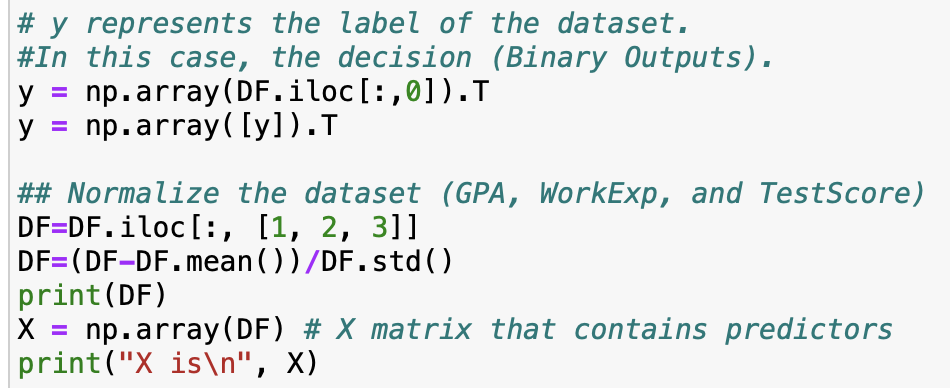 # y represents the label of the dataset.
#In this case, the decision (Binary Outputs).
y = np.array(DF.iloc[:,0]).T
y = np.array([y]).T
## Normalize the dataset (GPA, WorkExp, and TestScore)
DF=DF.iloc[:, [1, 2, 3]]
DF=(DF-DF.mean())/DF.std()
print(DF)
X = np.array(DF) # X matrix that contains predictors
print("X is\n", X)